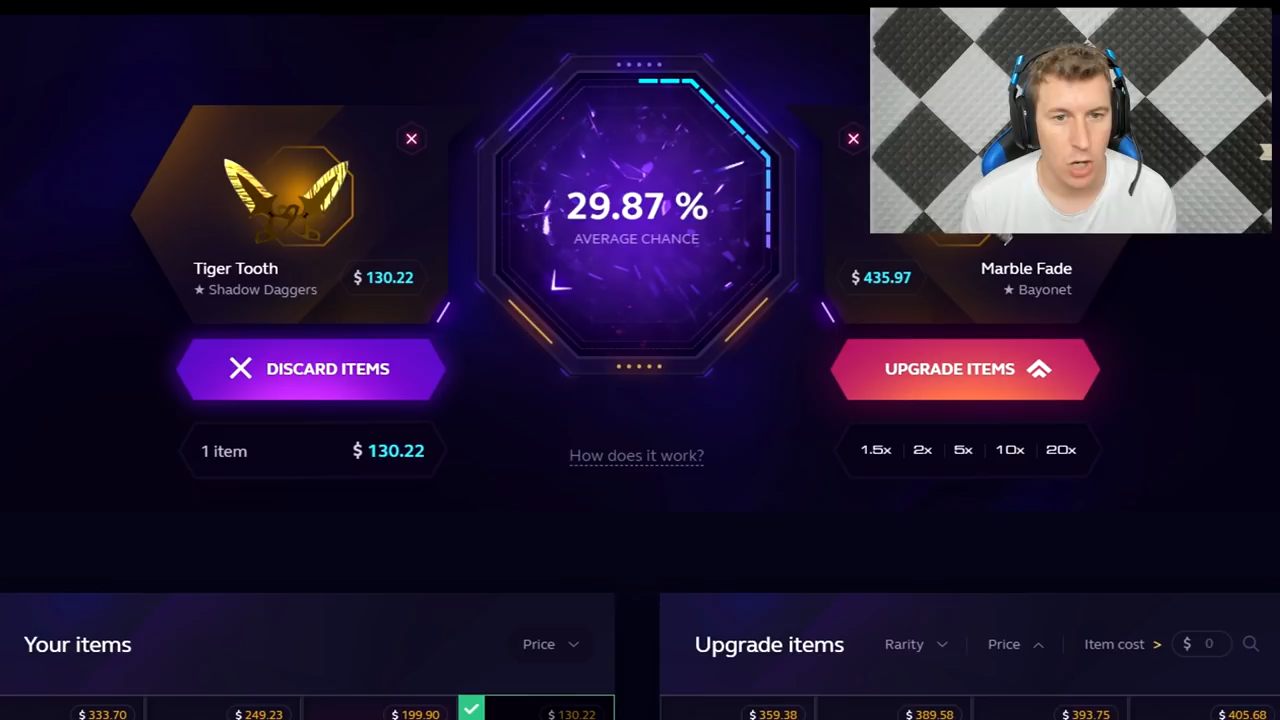 29.87 %
AVERAGE CHANCE
Tiger Tooth
★ Shadow Daggers
$ 130.22
$ 435.97
Marble Fade
★ Bayonet
DISCARD ITEMS
UPGRADE ITEMS
1 item
$ 130.22
How does it work?
1.5x
2x
5x
10x
20x
Your items
Price
Upgrade items
Rarity
Price
Item cost >
$ 0
$ 333.70
$ 249.23
$ 199.90
$ 130.22
$ 359.38
$ 389.58
$ 393.75
$ 405.68